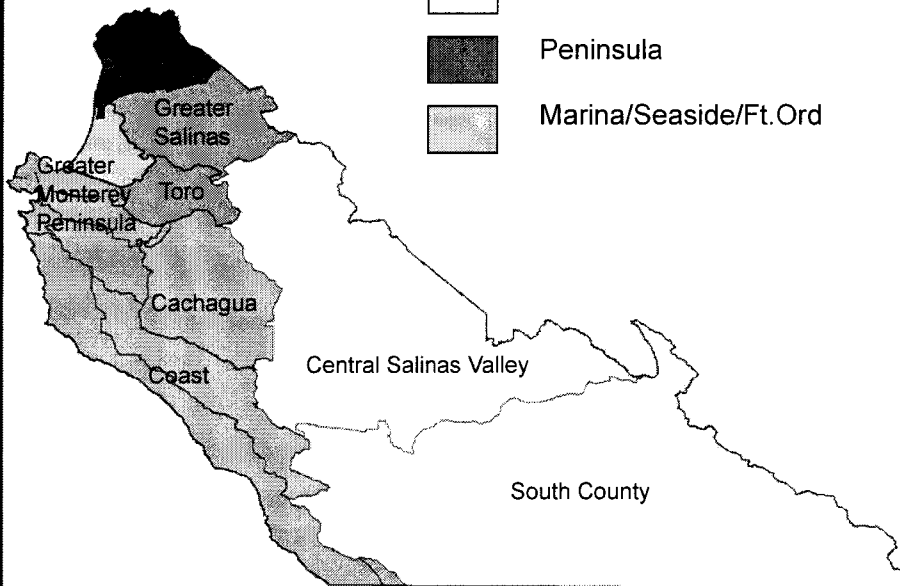 Peninsula
Marina/Seaside/Ft.Ord
Greater
Salinas
Greater
Monterey
Peninsula
Toro
Cachagua
Central Salinas Valley
Coast
South County